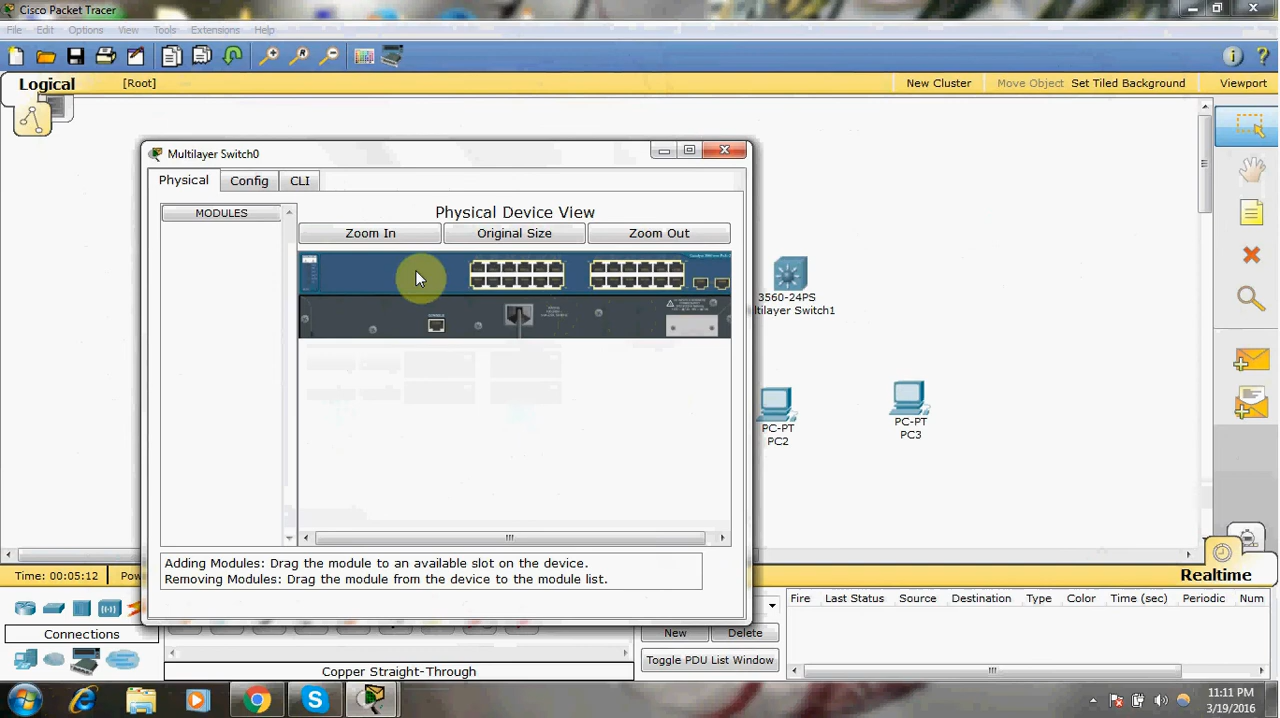 Cisco Packet Tracer
File Edit Options View Tools Extensions Help
Logical [Root] New Cluster Move Object Set Tiled Background Viewport
Multilayer Switch0
Physical Config CLI
MODULES
Physical Device View
Zoom In Original Size Zoom Out
3560-24PS
ltilayer Switch1
PC-PT
PC2
PC-PT
PC3
Adding Modules: Drag the module to an available slot on the device.
Removing Modules: Drag the module from the device to the module list.
Time: 00:05:12 Pow
Realtime
Fire Last Status Source Destination Type Color Time (sec) Periodic Num
Connections
New Delete
Toggle PDU List Window
Copper Straight-Through
11:11 PM
3/19/2016